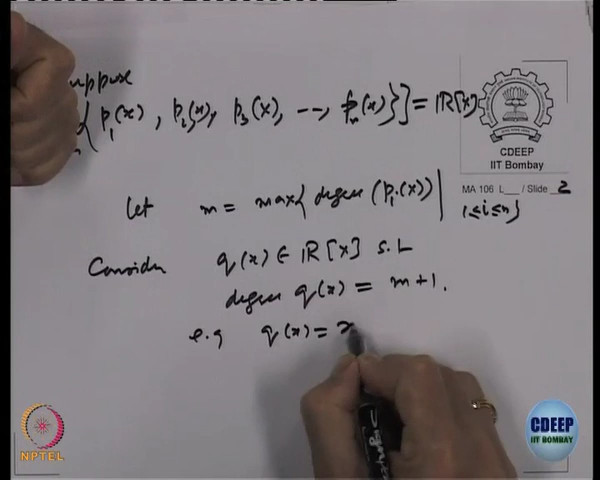 uppose
{ p₁(x) , p₂(x), p₃(x), --, pₙ(x)}] = ℝ[x]
CDEEP
IIT Bombay
MA 106 L___ / Slide 2
Let m = max{ degree (pᵢ(x)) | 1≤i≤n}
Consider q(x) ∈ ℝ[x] s.t
degree q(x) = m+1.
e.g q(x) = x
NPTEL
CDEEP
IIT BOMBAY